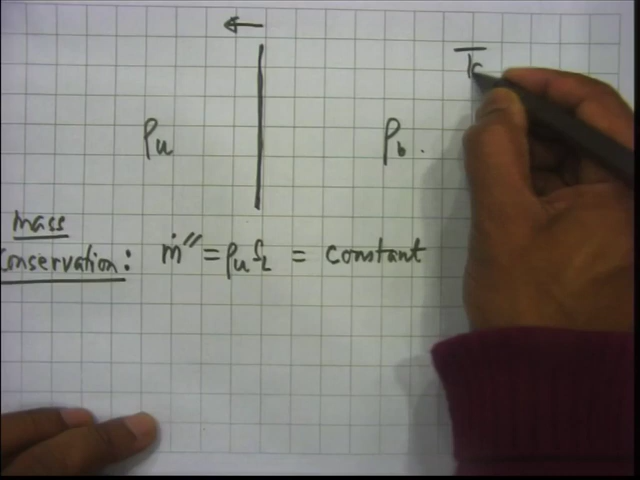 ρu ρb.
mass
conservation: ṁ″ = ρu SL = constant